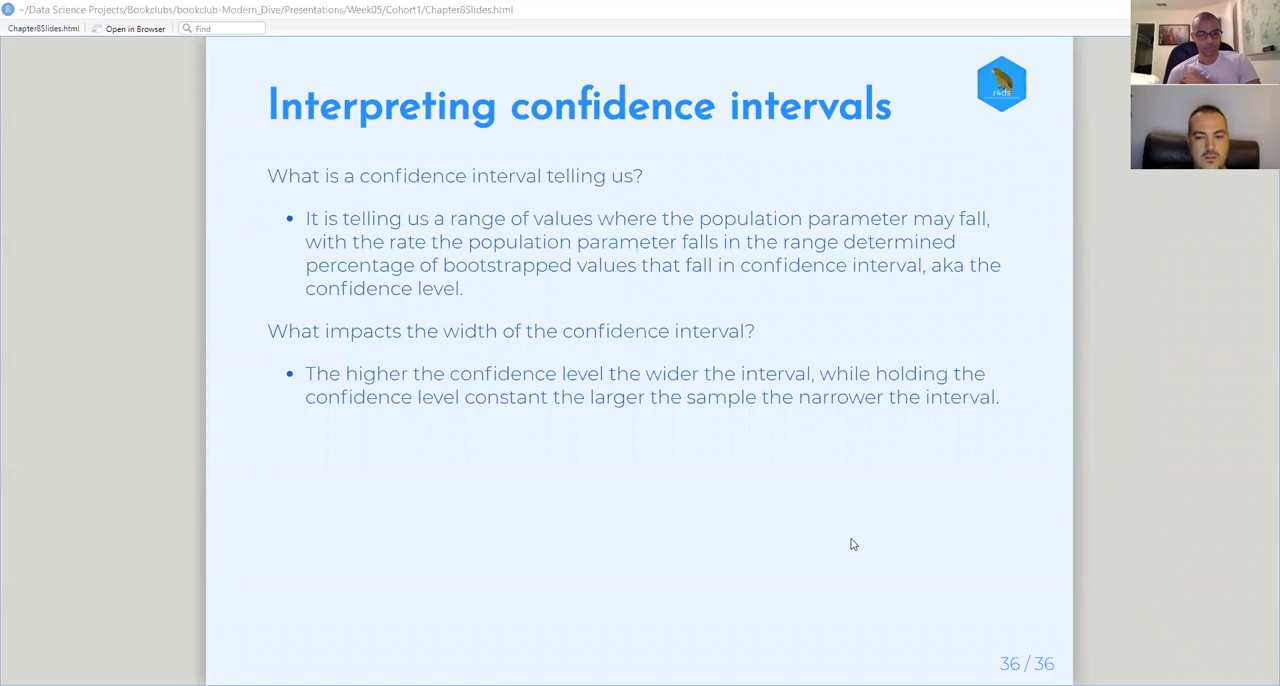 ~/Data Science Projects/Bookclubs/bookclub-Modern_Dive/Presentations/Week05/Cohort1/Chapter8Slides.html
Chapter8Slides.html
Open in Browser
Find
Interpreting confidence intervals
r4ds
What is a confidence interval telling us?
• It is telling us a range of values where the population parameter may fall,
with the rate the population parameter falls in the range determined
percentage of bootstrapped values that fall in confidence interval, aka the
confidence level.
What impacts the width of the confidence interval?
• The higher the confidence level the wider the interval, while holding the
confidence level constant the larger the sample the narrower the interval.
36 / 36